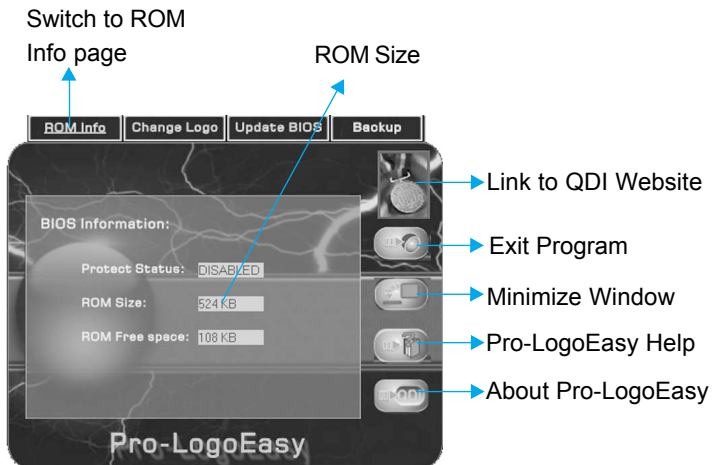 Switch to ROM
Info page
ROM Size
ROM Info
Change Logo
Update BIOS
Backup
Link to QDI Website
BIOS Information:
Exit Program
Protect Status: DISABLED
ROM Size: 524 KB
Minimize Window
ROM Free space: 108 KB
Pro-LogoEasy Help
About Pro-LogoEasy
Pro-LogoEasy